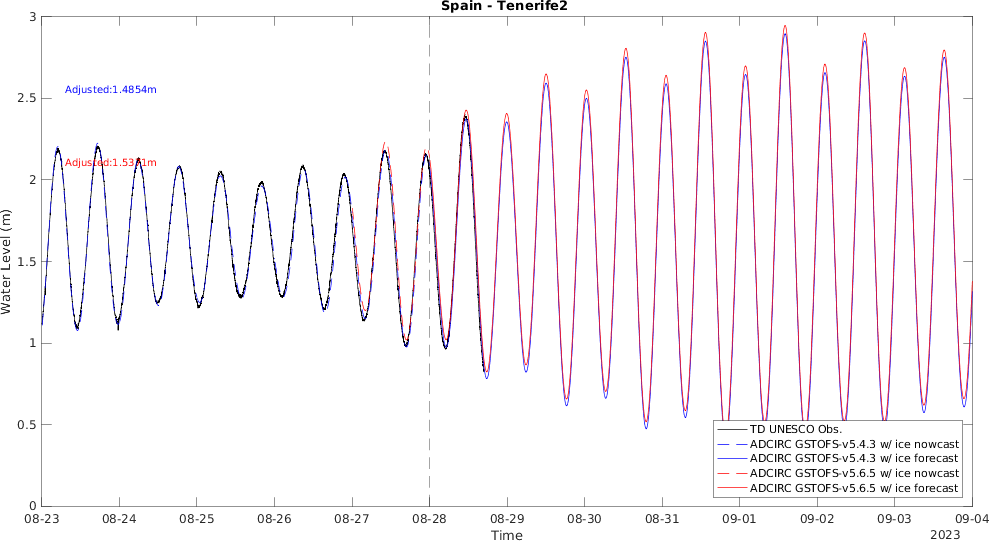 Spain - Tenerife2
3
2.5
2
1.5
1
0.5
0
Water Level (m)
Adjusted:1.4854m
TD UNESCO Obs.
ADCIRC GSTOFS-v5.4.3 w/ ice nowcast
ADCIRC GSTOFS-v5.4.3 w/ ice forecast
ADCIRC GSTOFS-v5.6.5 w/ ice nowcast
ADCIRC GSTOFS-v5.6.5 w/ ice forecast
08-23 08-24 08-25 08-26 08-27 08-28 08-29 08-30 08-31 09-01 09-02 09-03 09-04
Time
2023